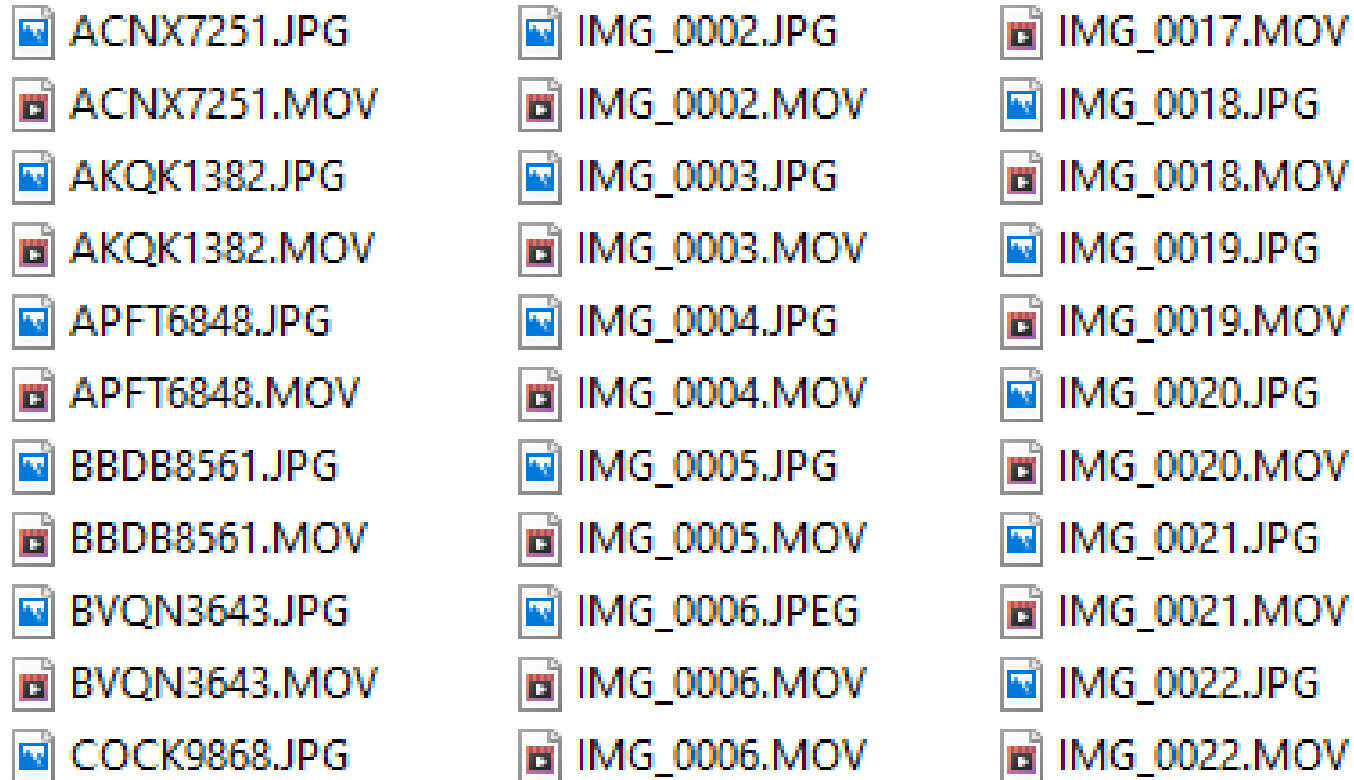 ACNX7251.JPG
ACNX7251.MOV
AKQK1382.JPG
AKQK1382.MOV
APFT6848.JPG
APFT6848.MOV
BBDB8561.JPG
BBDB8561.MOV
BVQN3643.JPG
BVQN3643.MOV
COCK9868.JPG
IMG_0002.JPG
IMG_0002.MOV
IMG_0003.JPG
IMG_0003.MOV
IMG_0004.JPG
IMG_0004.MOV
IMG_0005.JPG
IMG_0005.MOV
IMG_0006.JPEG
IMG_0006.MOV
IMG_0006.MOV
IMG_0017.MOV
IMG_0018.JPG
IMG_0018.MOV
IMG_0019.JPG
IMG_0019.MOV
IMG_0020.JPG
IMG_0020.MOV
IMG_0021.JPG
IMG_0021.MOV
IMG_0022.JPG
IMG_0022.MOV